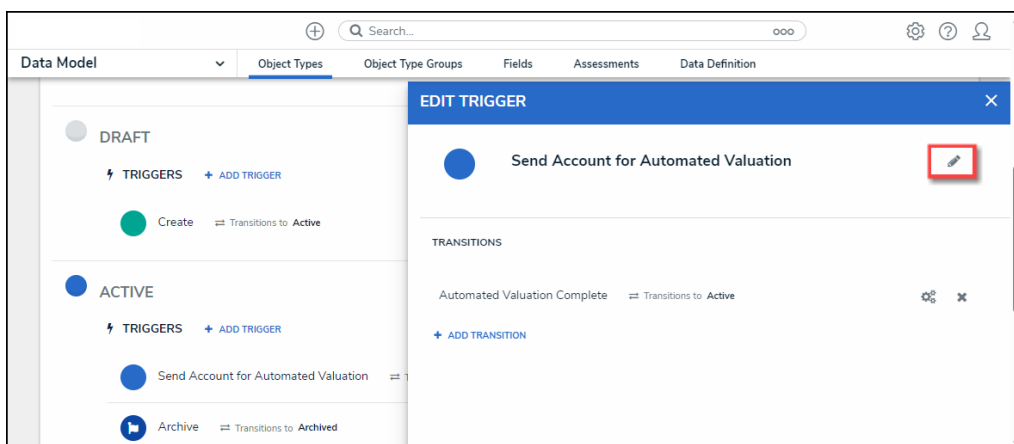 Search...
Data Model
Object Types
Object Type Groups
Fields
Assessments
Data Definition
DRAFT
TRIGGERS
+ ADD TRIGGER
Create
Transitions to Active
ACTIVE
TRIGGERS
+ ADD TRIGGER
Send Account for Automated Valuation
Archive
Transitions to Archived
EDIT TRIGGER
Send Account for Automated Valuation
TRANSITIONS
Automated Valuation Complete
Transitions to Active
+ ADD TRANSITION